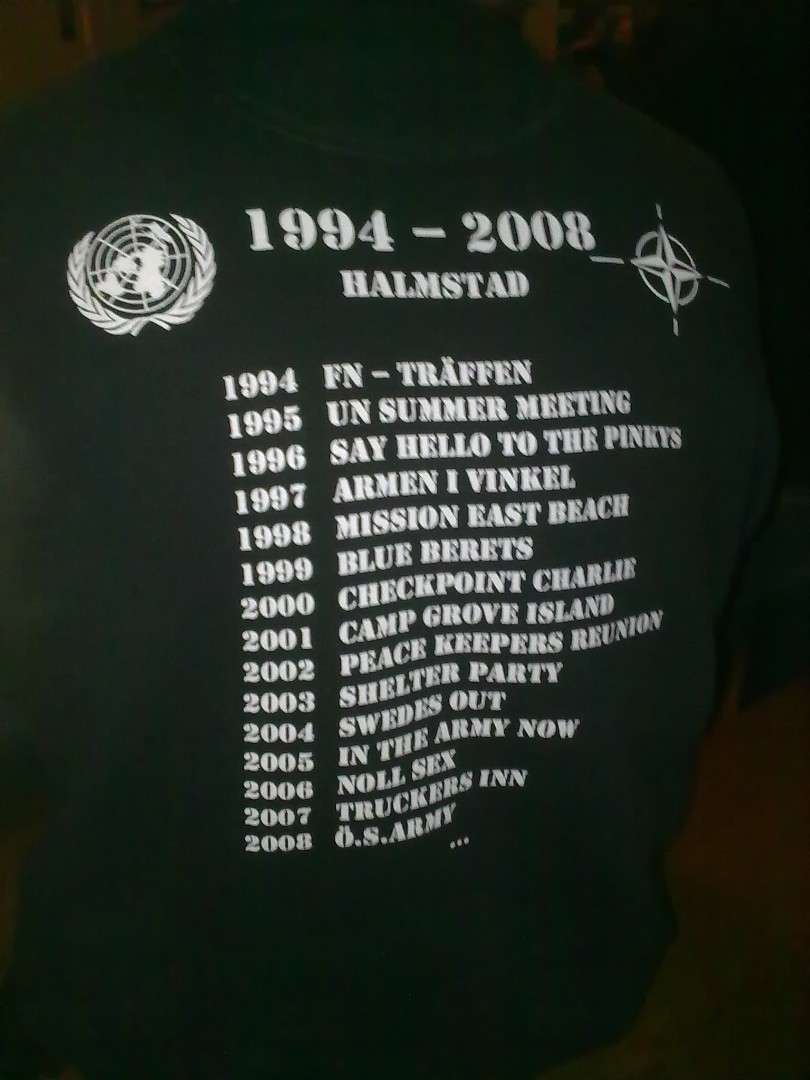 1994 – 2008
HALMSTAD
1994 FN – TRÄFFEN
1995 UN SUMMER MEETING
1996 SAY HELLO TO THE PINKYS
1997 ARMEN I VINKEL
1998 MISSION EAST BEACH
1999 BLUE BERETS
2000 CHECKPOINT CHARLIE
2001 CAMP GROVE ISLAND
2002 PEACE KEEPERS REUNION
2003 SHELTER PARTY
2004 SWEDES OUT
2005 IN THE ARMY NOW
2006 NOLL SEX
2007 TRUCKERS INN
2008 Ö.S.ARMY
...